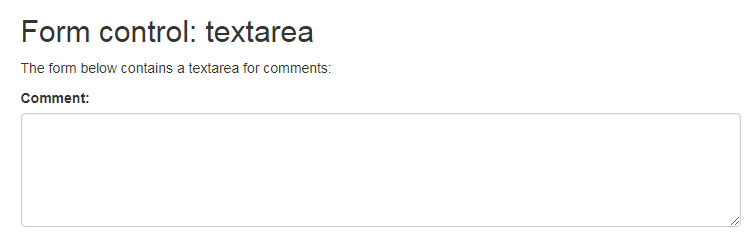 Form control: textarea
The form below contains a textarea for comments:
Comment: